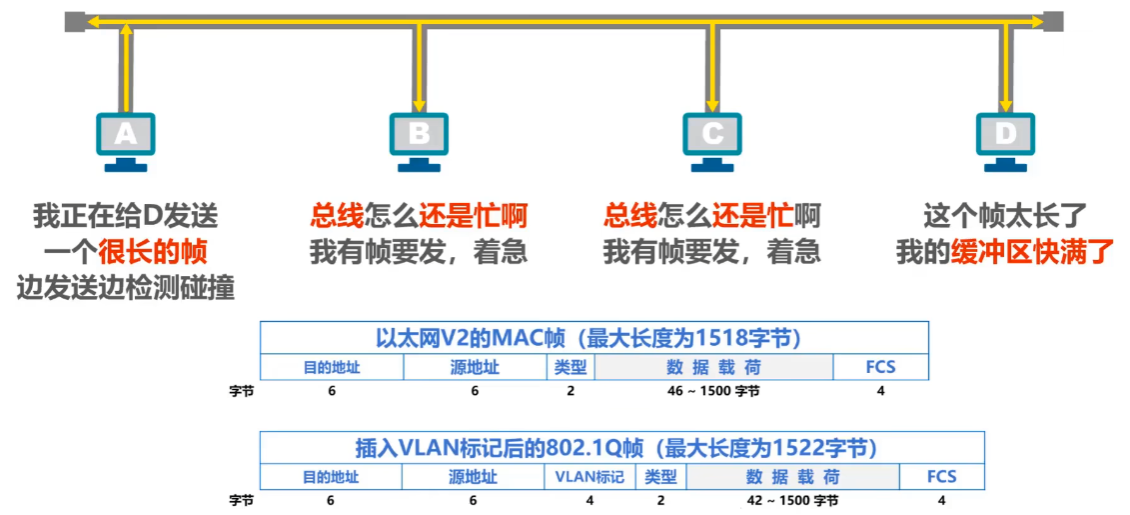 A B C D
我正在给D发送
一个很长的帧
边发送边检测碰撞
总线怎么还是忙啊
我有帧要发，着急
总线怎么还是忙啊
我有帧要发，着急
这个帧太长了
我的缓冲区快满了
以太网V2的MAC帧（最大长度为1518字节）
目的地址 源地址 类型 数 据 载 荷 FCS
字节 6 6 2 46 ~ 1500 字节 4
插入VLAN标记后的802.1Q帧（最大长度为1522字节）
目的地址 源地址 VLAN标记 类型 数 据 载 荷 FCS
字节 6 6 4 2 42 ~ 1500 字节 4